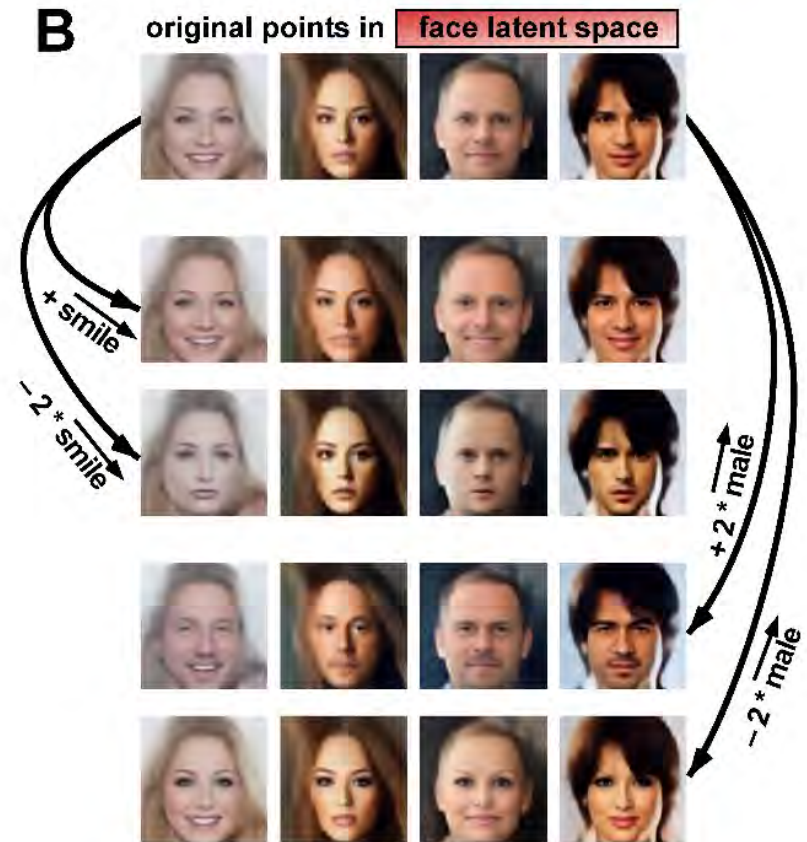 B
original points in face latent space
+ smile
– 2 * smile
+ 2 * male
– 2 * male